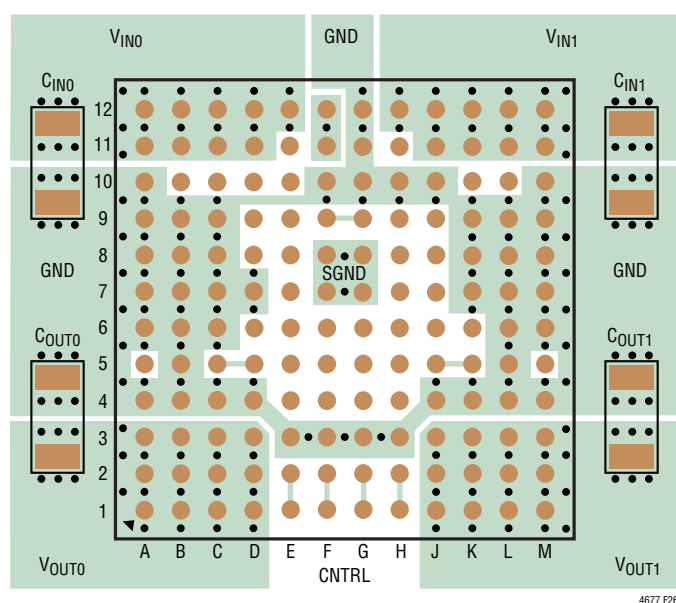 VIN0 GND VIN1
CIN0 CIN1
12
11
10
9
8
SGND
GND 7 GND
6
COUT0 COUT1
5
4
3
2
1
A B C D E F G H J K L M
VOUT0 CNTRL VOUT1
4677 F26